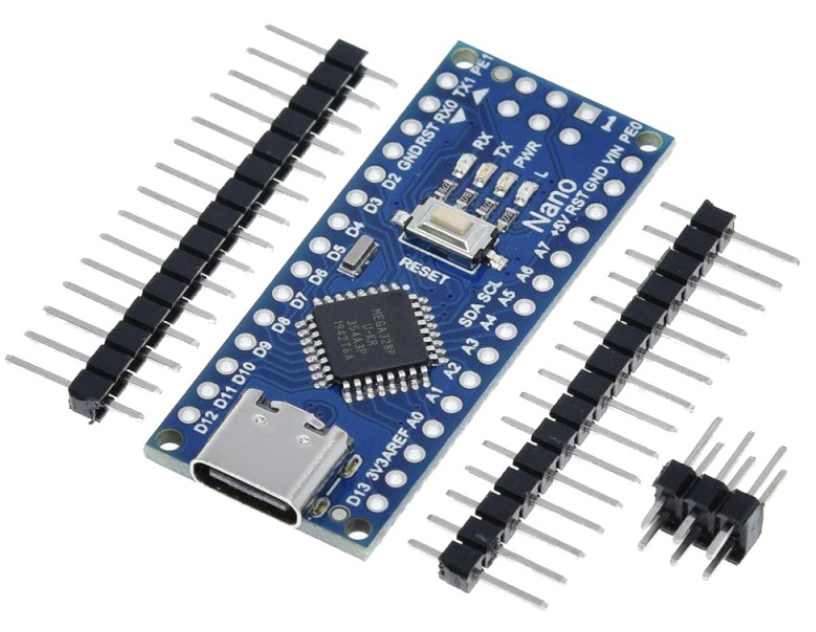 TX1
PE1
RX0
RST
GND
D2
D3
D4
D5
D6
D7
D8
D9
D10
D11
D12
RX
TX
PWR
L
1
PE0
Nano
RESET
VIN
GND
RST
+5V
A7
A6
A5
SCL
A4
SDA
A3
A2
A1
A0
AREF
3V3
D13
MEGA328P
U-KR
354A3P
1942T6A